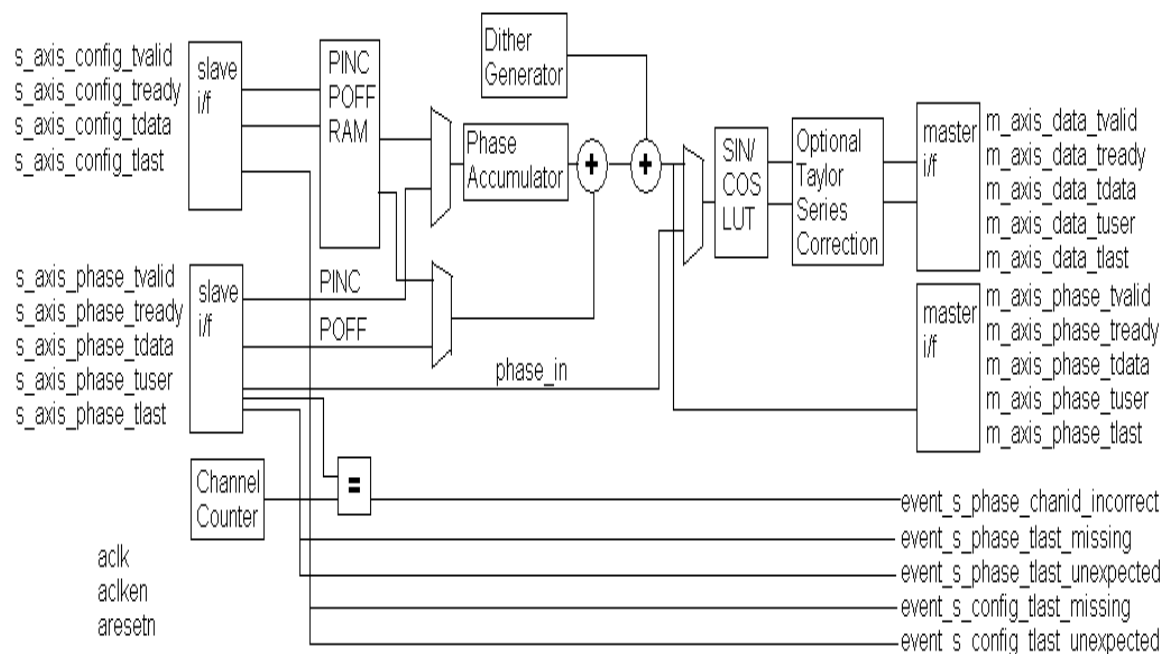 s_axis_config_tvalid
s_axis_config_tready
s_axis_config_tdata
s_axis_config_tlast
slave
i/f
PINC
POFF
RAM
Dither
Generator
Phase
Accumulator
+
+
SIN/
COS
LUT
Optional
Taylor
Series
Correction
master
i/f
m_axis_data_tvalid
m_axis_data_tready
m_axis_data_tdata
m_axis_data_tuser
m_axis_data_tlast
s_axis_phase_tvalid
s_axis_phase_tready
s_axis_phase_tdata
s_axis_phase_tuser
s_axis_phase_tlast
slave
i/f
PINC
POFF
phase_in
master
i/f
m_axis_phase_tvalid
m_axis_phase_tready
m_axis_phase_tdata
m_axis_phase_tuser
m_axis_phase_tlast
Channel
Counter
=
event_s_phase_chanid_incorrect
event_s_phase_tlast_missing
event_s_phase_tlast_unexpected
event_s_config_tlast_missing
event_s_config_tlast_unexpected
aclk
aclken
aresetn